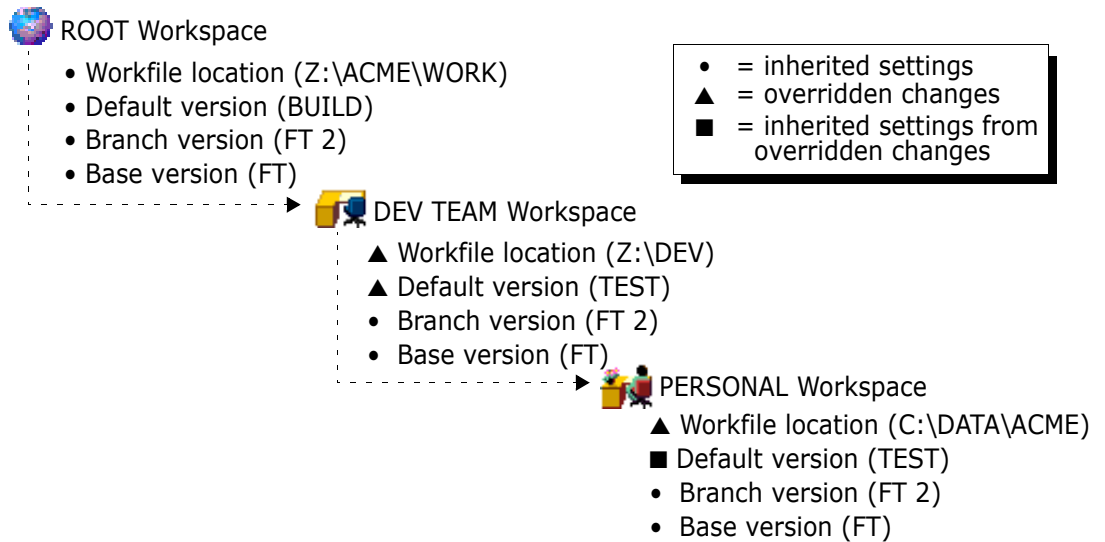 ROOT Workspace
• Workfile location (Z:\ACME\WORK)
• Default version (BUILD)
• Branch version (FT 2)
• Base version (FT)
• = inherited settings
▲ = overridden changes
■ = inherited settings from
overridden changes
DEV TEAM Workspace
▲ Workfile location (Z:\DEV)
▲ Default version (TEST)
• Branch version (FT 2)
• Base version (FT)
PERSONAL Workspace
▲ Workfile location (C:\DATA\ACME)
■ Default version (TEST)
• Branch version (FT 2)
• Base version (FT)